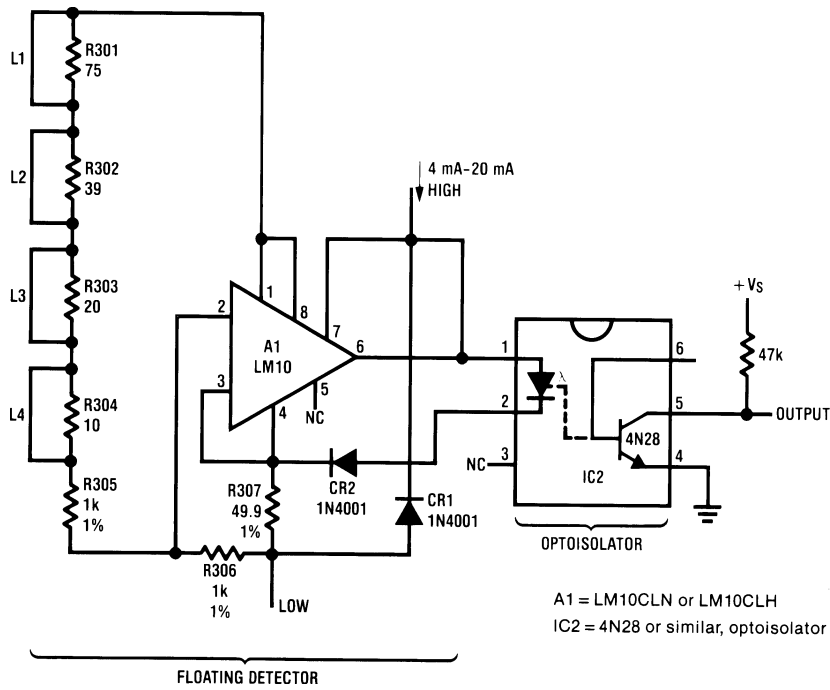 L1
R301
75
L2
R302
39
L3
R303
20
L4
R304
10
R305
1k
1%
R306
1k
1%
R307
49.9
1%
LOW
4 mA-20 mA
HIGH
2
3
1
8
7
6
5
4
A1
LM10
NC
CR2
1N4001
CR1
1N4001
1
2
NC 3
6
5
4
4N28
IC2
OPTOISOLATOR
+VS
47k
OUTPUT
A1 = LM10CLN or LM10CLH
IC2 = 4N28 or similar, optoisolator
FLOATING DETECTOR